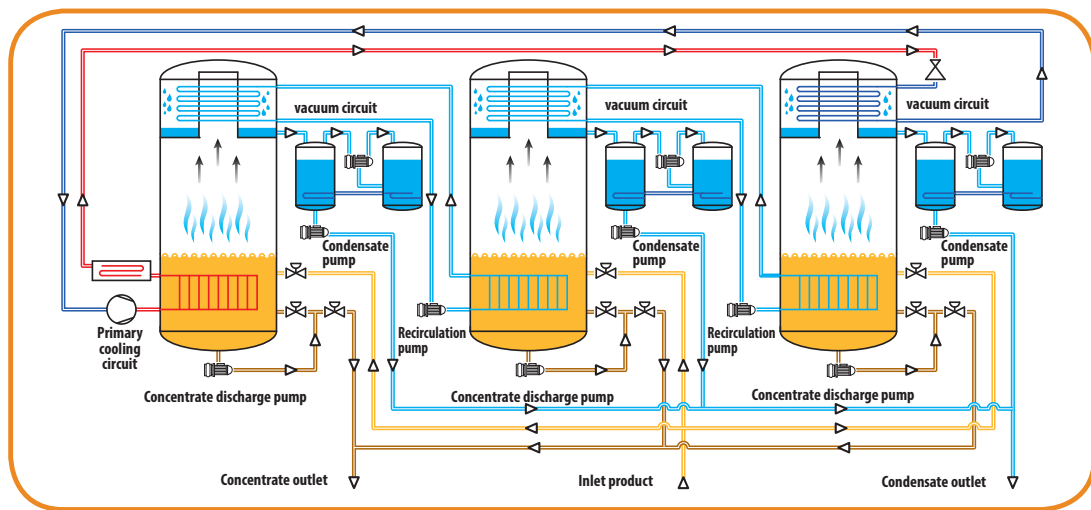 vacuum circuit
vacuum circuit
vacuum circuit
Condensate
pump
Condensate
pump
Condensate
pump
Primary
cooling
circuit
Recirculation
pump
Recirculation
pump
Concentrate discharge pump
Concentrate discharge pump
Concentrate discharge pump
Concentrate outlet
Inlet product
Condensate outlet